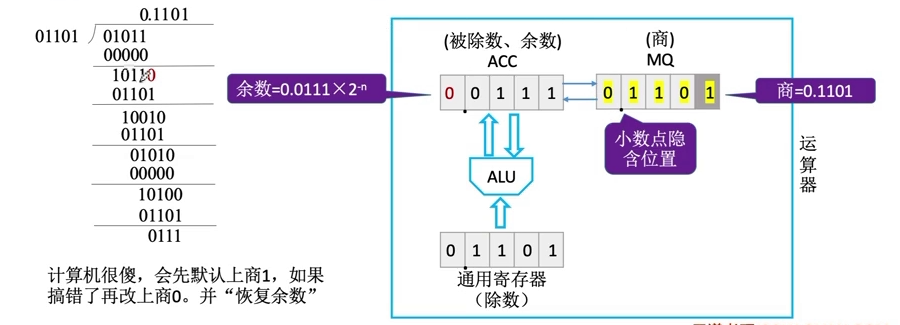 0.1101
01101
01011
00000
10110
01101
10010
01101
01010
00000
10100
01101
0111
计算机很傻，会先默认上商1，如果
搞错了再改上商0。并“恢复余数”
余数=0.0111×2⁻ⁿ
(被除数、余数)
ACC
0 0 1 1 1
(商)
MQ
0 1 1 0 1
商=0.1101
小数点隐
含位置
运算器
ALU
0 1 1 0 1
通用寄存器
(除数)